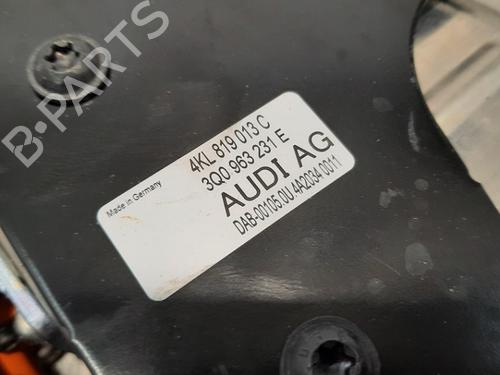 B-PARTS
4KL 819 013 C
3Q0 963 231 E
AUDI AG
Made in Germany
DAB-00105.0U.4A2034 0011